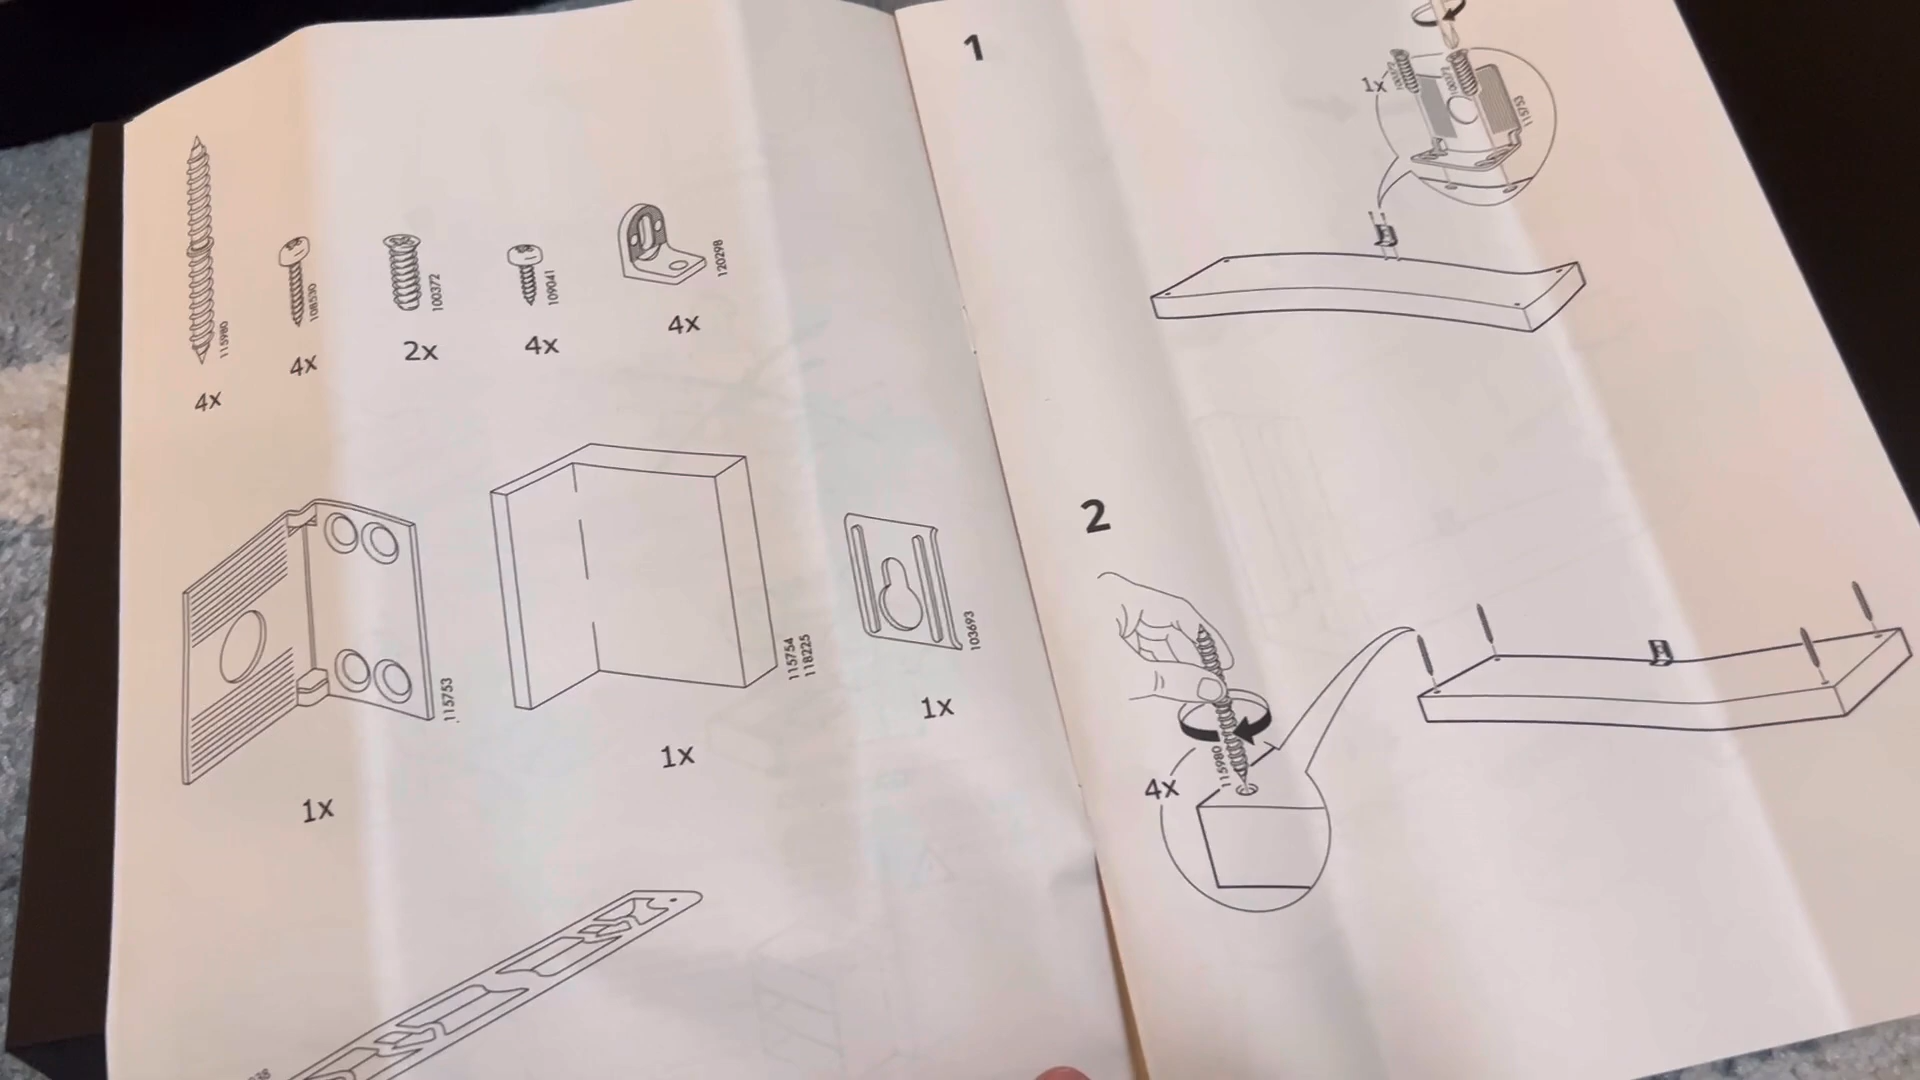 115980
4x
108530
4x
100372
2x
109041
4x
120298
4x
115753
1x
115754
118225
1x
103693
1x
1
1x
100372
115753
2
115980
4x